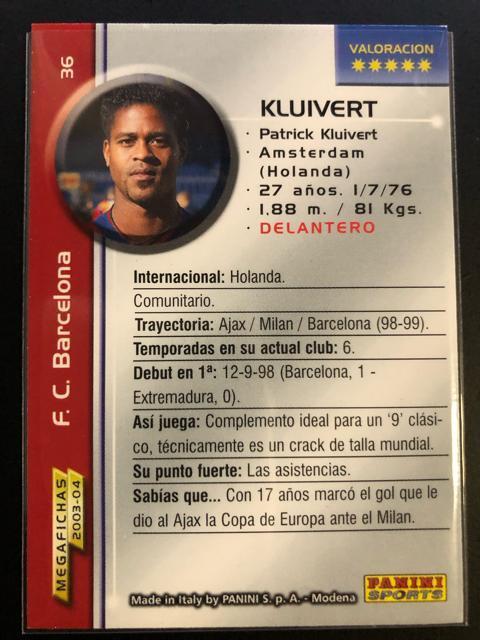 36
VALORACION
KLUIVERT
· Patrick Kluivert
· Amsterdam
(Holanda)
· 27 años. 1/7/76
· 1.88 m. / 81 Kgs.
· DELANTERO
F. C. Barcelona
Internacional: Holanda.
Comunitario.
Trayectoria: Ajax / Milan / Barcelona (98-99).
Temporadas en su actual club: 6.
Debut en 1ª: 12-9-98 (Barcelona, 1 -
Extremadura, 0).
Así juega: Complemento ideal para un ‘9’ clási-
co, técnicamente es un crack de talla mundial.
Su punto fuerte: Las asistencias.
Sabías que... Con 17 años marcó el gol que le
dio al Ajax la Copa de Europa ante el Milan.
MEGAFICHAS
2003-04
Made in Italy by PANINI S. p. A. - Modena
PANINI
SPORTS